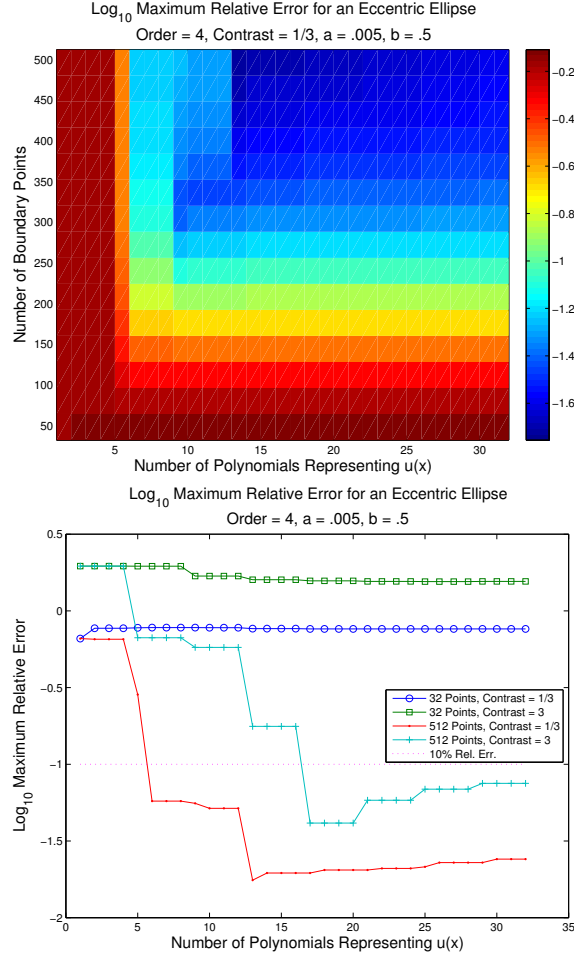 Log10 Maximum Relative Error for an Eccentric Ellipse
Order = 4, Contrast = 1/3, a = .005, b = .5
Number of Boundary Points
500
450
400
350
300
250
200
150
100
50
5
10
15
20
25
30
Number of Polynomials Representing u(x)
−0.2
−0.4
−0.6
−0.8
−1
−1.2
−1.4
−1.6
Log10 Maximum Relative Error for an Eccentric Ellipse
Order = 4, a = .005, b = .5
Log10 Maximum Relative Error
0.5
0
−0.5
−1
−1.5
−2
32 Points, Contrast = 1/3
32 Points, Contrast = 3
512 Points, Contrast = 1/3
512 Points, Contrast = 3
10% Rel. Err.
0
5
10
15
20
25
30
35
Number of Polynomials Representing u(x)